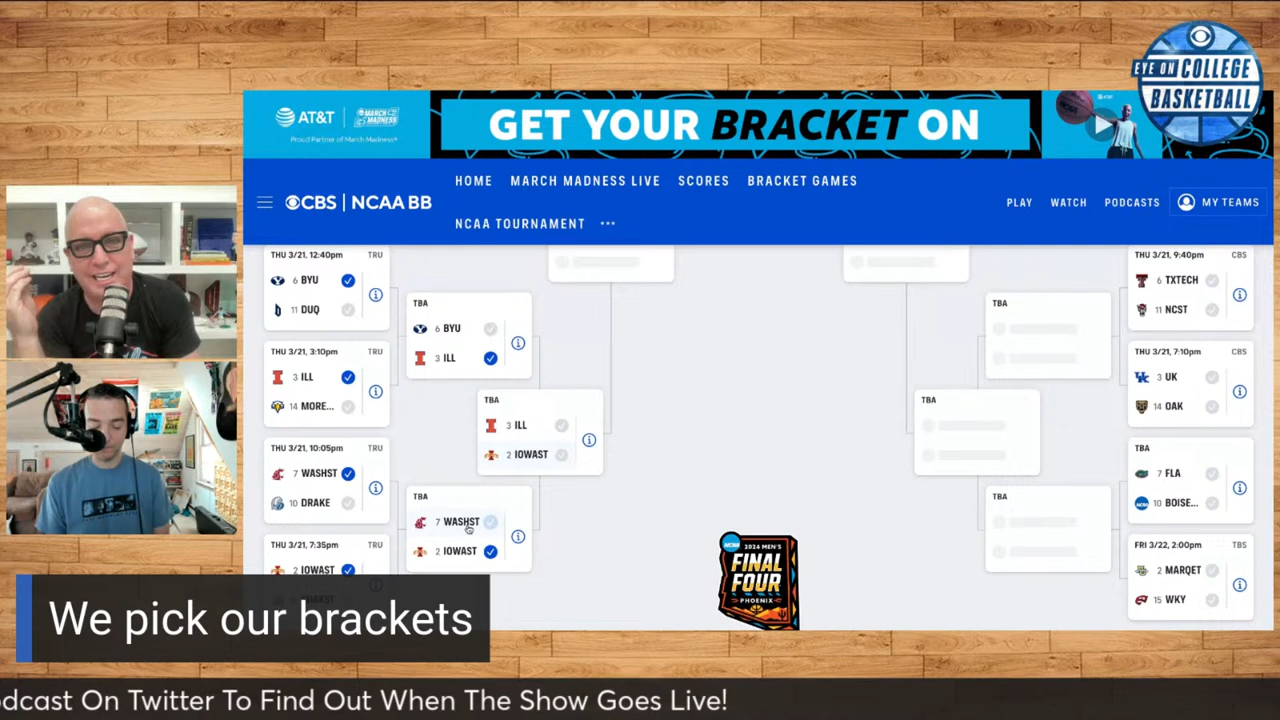 EYE ON COLLEGE
BASKETBALL
AT&T
MARCH MADNESS
Proud Partner of March Madness®
GET YOUR BRACKET ON
CBS | NCAA BB
HOME MARCH MADNESS LIVE SCORES BRACKET GAMES
NCAA TOURNAMENT •••
PLAY WATCH PODCASTS MY TEAMS
THU 3/21, 12:40pm TRU
6 BYU
11 DUQ
THU 3/21, 3:10pm TRU
3 ILL
14 MORE...
THU 3/21, 10:05pm TRU
7 WASHST
10 DRAKE
THU 3/21, 7:35pm TRU
2 IOWAST
TBA
6 BYU
3 ILL
TBA
3 ILL
2 IOWAST
TBA
7 WASHST
2 IOWAST
NCAA
2024 MEN'S
FINAL
FOUR
PHOENIX
TBA
TBA
TBA
THU 3/21, 9:40pm CBS
6 TXTECH
11 NCST
THU 3/21, 7:10pm CBS
3 UK
14 OAK
TBA
7 FLA
10 BOISE...
FRI 3/22, 2:00pm TBS
2 MARQET
15 WKY
We pick our brackets
odcast On Twitter To Find Out When The Show Goes Live!